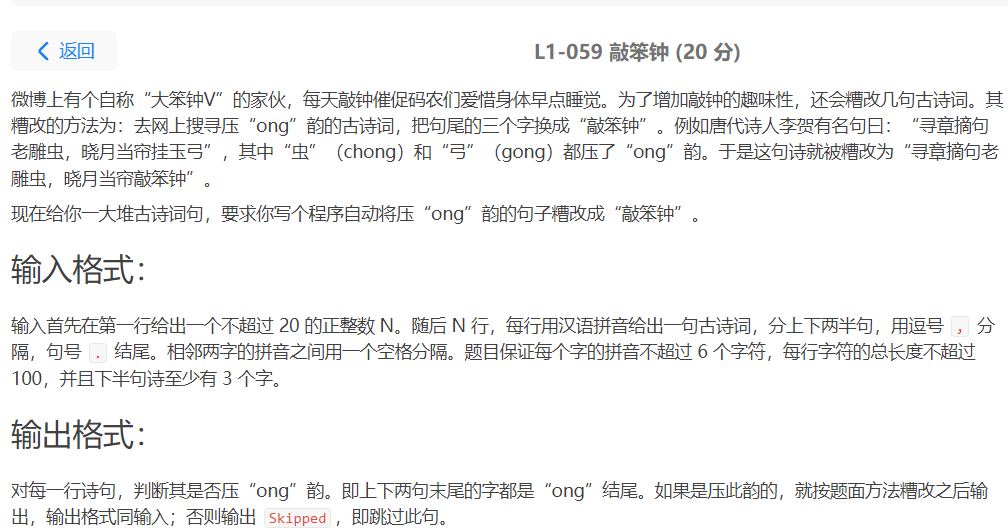 返回
L1-059 敲笨钟 (20 分)
微博上有个自称“大笨钟V”的家伙，每天敲钟催促码农们爱惜身体早点睡觉。为了增加敲钟的趣味性，还会糟改几句古诗词。其
糟改的方法为：去网上搜寻压“ong”韵的古诗词，把句尾的三个字换成“敲笨钟”。例如唐代诗人李贺有名句曰：“寻章摘句
老雕虫，晓月当帘挂玉弓”，其中“虫”（chong）和“弓”（gong）都压了“ong”韵。于是这句诗就被糟改为“寻章摘句老
雕虫，晓月当帘敲笨钟”。
现在给你一大堆古诗词句，要求你写个程序自动将压“ong”韵的句子糟改成“敲笨钟”。
输入格式：
输入首先在第一行给出一个不超过 20 的正整数 N。随后 N 行，每行用汉语拼音给出一句古诗词，分上下两半句，用逗号 , 分
隔，句号 . 结尾。相邻两字的拼音之间用一个空格分隔。题目保证每个字的拼音不超过 6 个字符，每行字符的总长度不超过
100，并且下半句诗至少有 3 个字。
输出格式：
对每一行诗句，判断其是否压“ong”韵。即上下两句末尾的字都是“ong”结尾。如果是压此韵的，就按题面方法糟改之后输
出，输出格式同输入；否则输出 Skipped，即跳过此句。